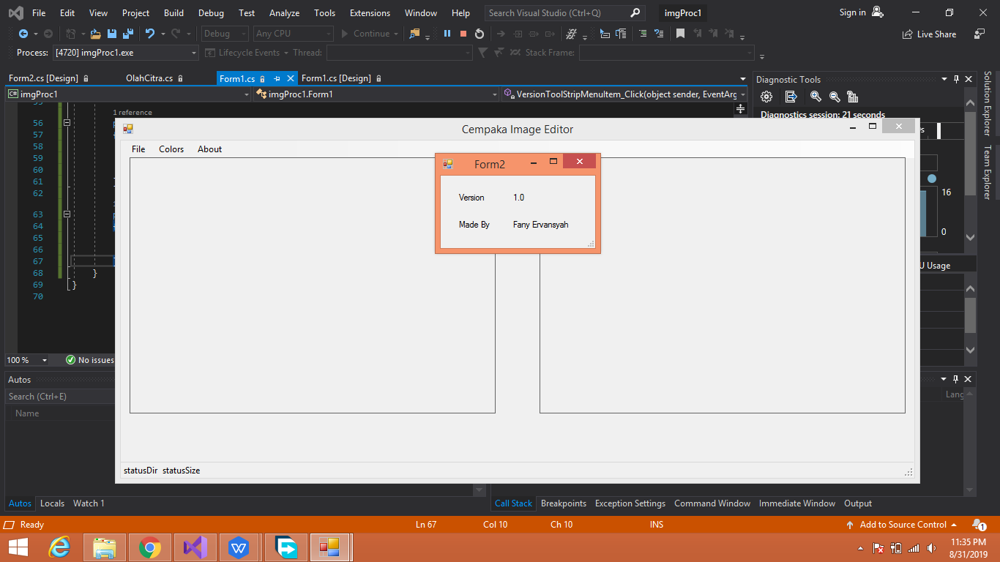 File Edit View Project Build Debug Test Analyze Tools Extensions Window Help Search Visual Studio (Ctrl+Q) imgProc1 Sign in
Debug Any CPU Continue Live Share
Process: [4720] imgProc1.exe Lifecycle Events Thread: Stack Frame:
Form2.cs [Design] OlahCitra.cs Form1.cs Form1.cs [Design] Diagnostic Tools
C# imgProc1 imgProc1.Form1 VersionToolStripMenuItem_Click(object sender, EventArg
Diagnostics session: 21 seconds
1 reference
56
57
58
59
60
61
62
63
64
65
66
67
68 }
69 }
70
Cempaka Image Editor
File Colors About
Form2
Version 1.0
Made By Fany Ervansyah
16
0
U Usage
100 % No issues
Autos
Search (Ctrl+E)
Name
Lang
statusDir statusSize
Autos Locals Watch 1 Call Stack Breakpoints Exception Settings Command Window Immediate Window Output
Ready Ln 67 Col 10 Ch 10 INS Add to Source Control 1
11:35 PM
8/31/2019
Solution Explorer
Team Explorer